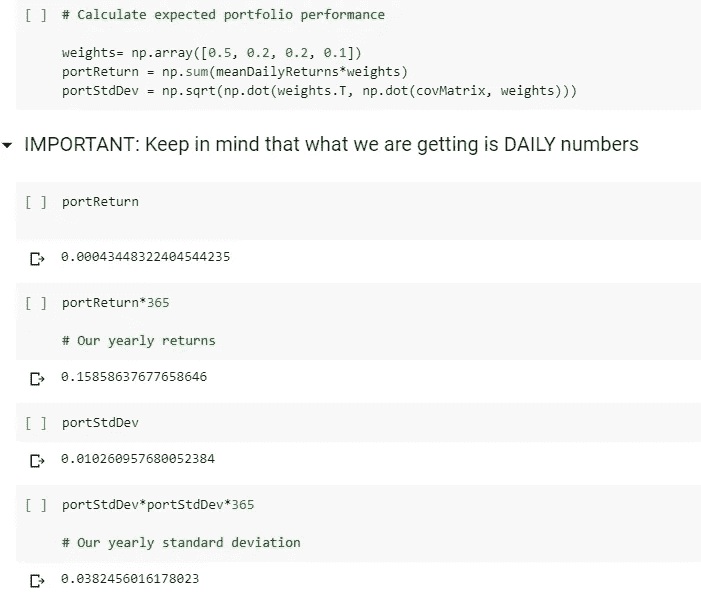 [ ] # Calculate expected portfolio performance
weights= np.array([0.5, 0.2, 0.2, 0.1])
portReturn = np.sum(meanDailyReturns*weights)
portStdDev = np.sqrt(np.dot(weights.T, np.dot(covMatrix, weights)))
IMPORTANT: Keep in mind that what we are getting is DAILY numbers
[ ] portReturn
0.00043448322404544235
[ ] portReturn*365
# Our yearly returns
0.15858637677658646
[ ] portStdDev
0.010260957680052384
[ ] portStdDev*portStdDev*365
# Our yearly standard deviation
0.0382456016178023